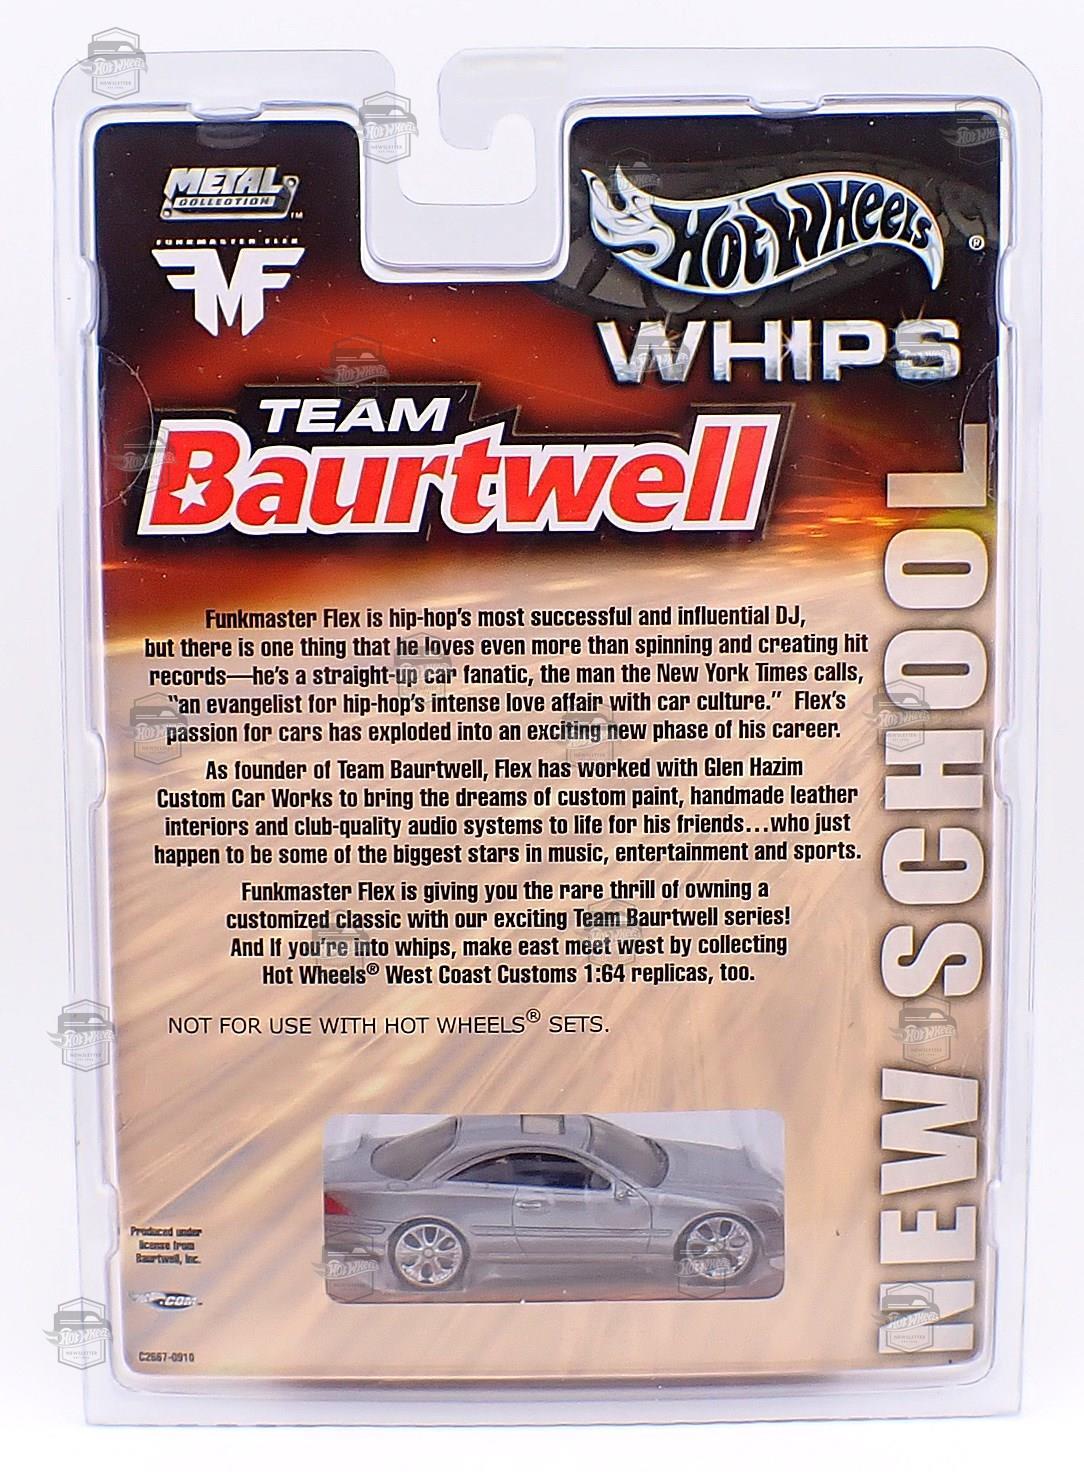 METAL
COLLECTION
TM
FUNKMASTER FLEX
FMF
HOT WHEELS®
WHIPS
TEAM
Baurtwell
NEW SCHOOL
Funkmaster Flex is hip-hop's most successful and influential DJ,
but there is one thing that he loves even more than spinning and creating hit
records—he's a straight-up car fanatic, the man the New York Times calls,
"an evangelist for hip-hop's intense love affair with car culture." Flex's
passion for cars has exploded into an exciting new phase of his career.
As founder of Team Baurtwell, Flex has worked with Glen Hazim
Custom Car Works to bring the dreams of custom paint, handmade leather
interiors and club-quality audio systems to life for his friends...who just
happen to be some of the biggest stars in music, entertainment and sports.
Funkmaster Flex is giving you the rare thrill of owning a
customized classic with our exciting Team Baurtwell series!
And If you're into whips, make east meet west by collecting
Hot Wheels® West Coast Customs 1:64 replicas, too.
NOT FOR USE WITH HOT WHEELS® SETS.
Produced under
license from
Baurtwell, Inc.
.COM
C2667-0910
HOT WHEELS
NEWSLETTER